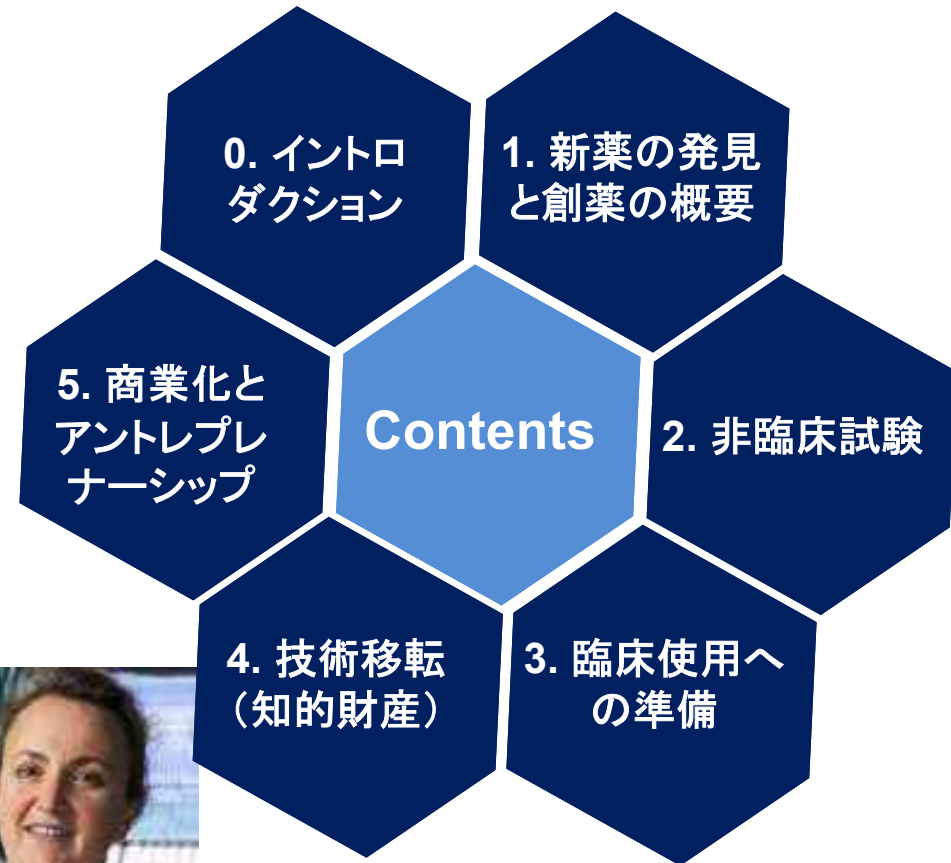 0. イントロ
ダクション
1. 新薬の発見
と創薬の概要
5. 商業化と
アントレプレ
ナーシップ
Contents
2. 非臨床試験
4. 技術移転
（知的財産）
3. 臨床使用へ
の準備